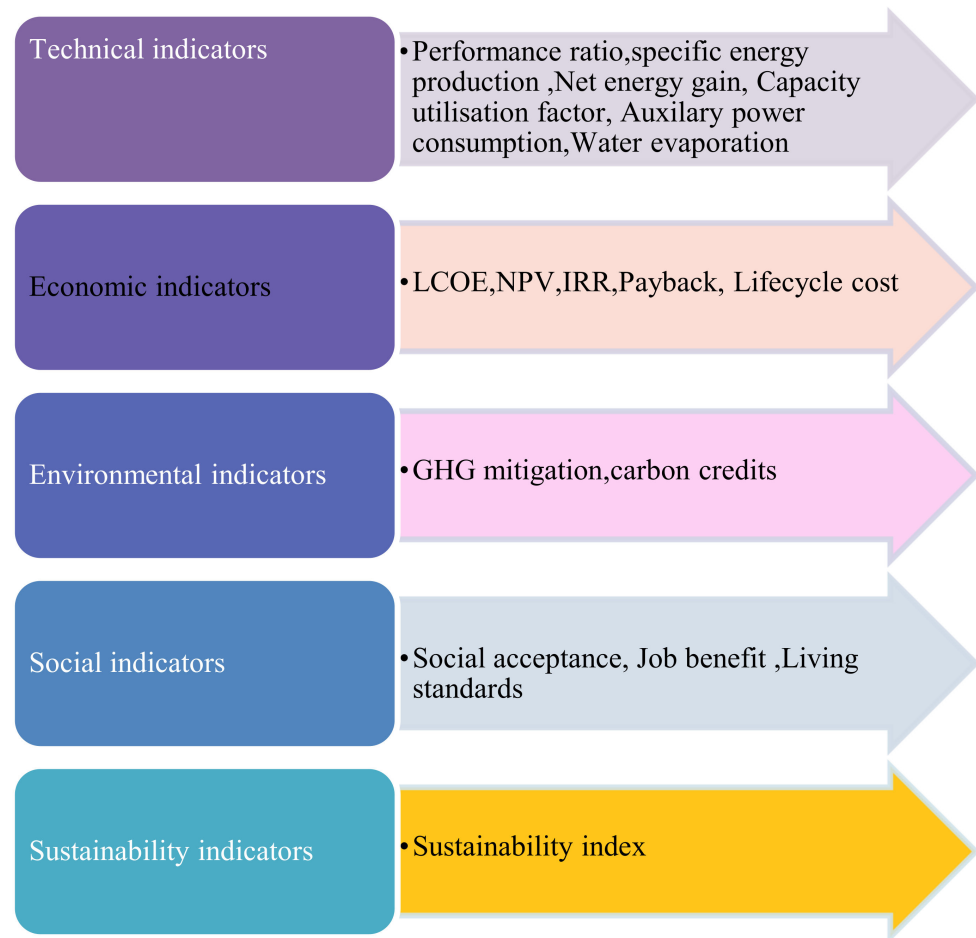 Technical indicators
•Performance ratio,specific energy
production ,Net energy gain, Capacity
utilisation factor, Auxilary power
consumption,Water evaporation
Economic indicators
•LCOE,NPV,IRR,Payback, Lifecycle cost
Environmental indicators
•GHG mitigation,carbon credits
Social indicators
•Social acceptance, Job benefit ,Living
standards
Sustainability indicators
•Sustainability index